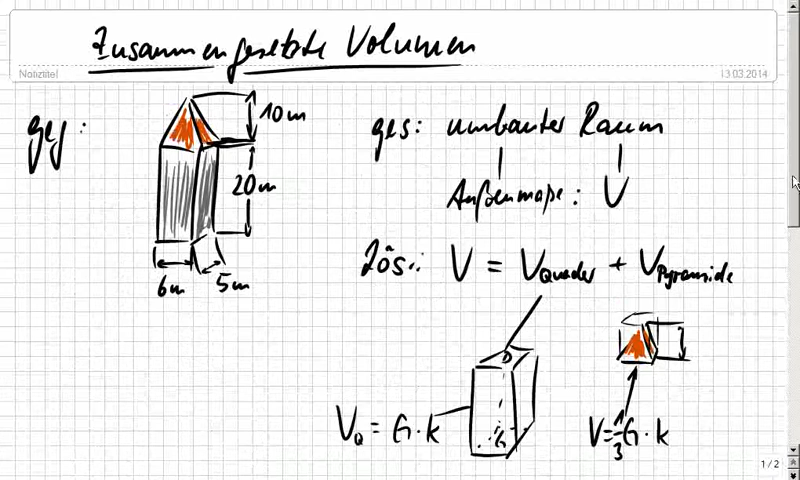 Zusammengesetzte Volumen
Notiztitel
13.03.2014
geg:
10m
20m
6m
5m
ges: umbauter Raum
Außenmaße: V
Lös.: V = VQuader + VPyramide
VQ = G · k
G
V = 1/3 G · k
1 / 2